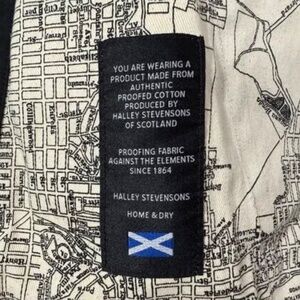 YOU ARE WEARING A
PRODUCT MADE FROM
AUTHENTIC
PROOFED COTTON
PRODUCED BY
HALLEY STEVENSONS
OF SCOTLAND
PROOFING FABRIC
AGAINST THE ELEMENTS
SINCE 1864
HALLEY STEVENSONS
HOME & DRY